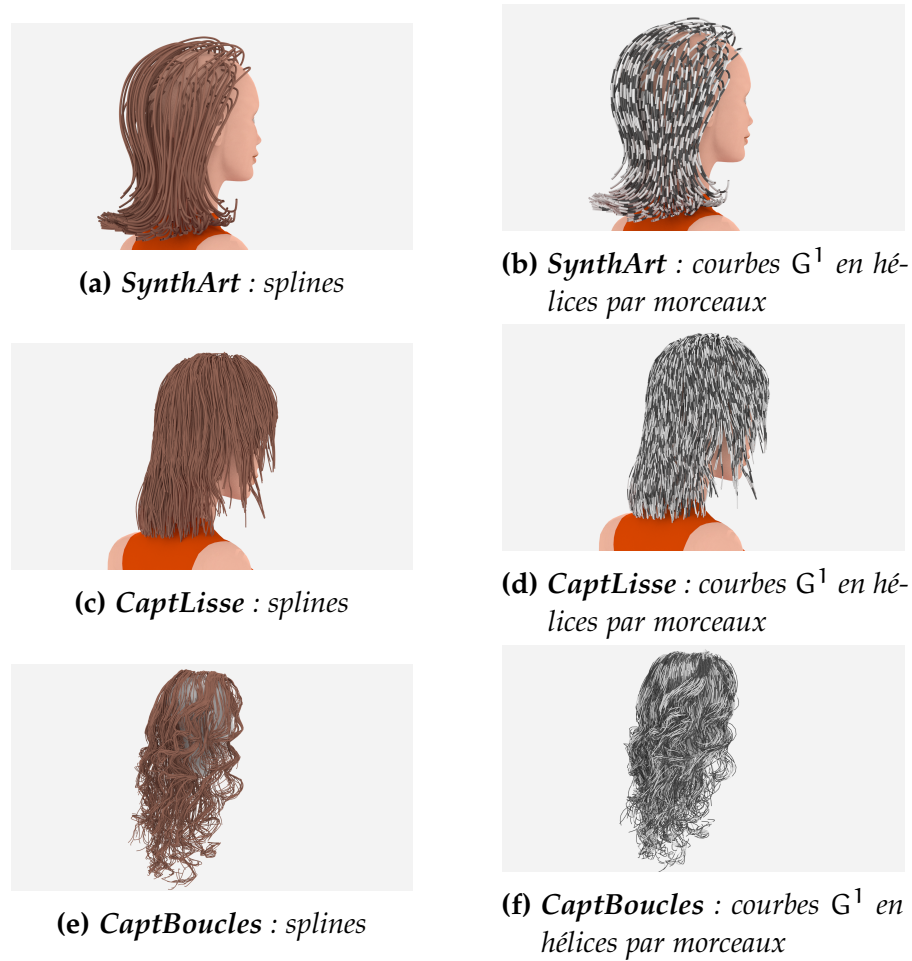 (a) SynthArt : splines
(b) SynthArt : courbes G¹ en hé-
lices par morceaux
(c) CaptLisse : splines
(d) CaptLisse : courbes G¹ en hé-
lices par morceaux
(e) CaptBoucles : splines
(f) CaptBoucles : courbes G¹ en
hélices par morceaux